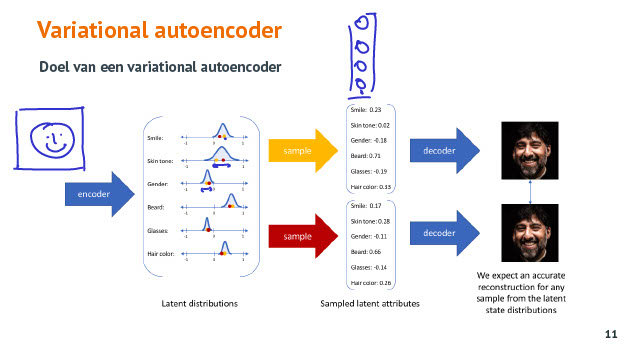 Variational autoencoder
Doel van een variational autoencoder
encoder
Smile:
-1 0 1
Skin tone:
-1 0 1
Gender:
-1 0 1
Beard:
-1 0 1
Glasses:
-1 0 1
Hair color:
-1 0 1
Latent distributions
sample
sample
Smile: 0.23
Skin tone: 0.02
Gender: -0.18
Beard: 0.71
Glasses: -0.19
Hair color: 0.33
Smile: 0.17
Skin tone: 0.28
Gender: -0.11
Beard: 0.66
Glasses: -0.14
Hair color: 0.26
Sampled latent attributes
decoder
decoder
We expect an accurate
reconstruction for any
sample from the latent
state distributions
11